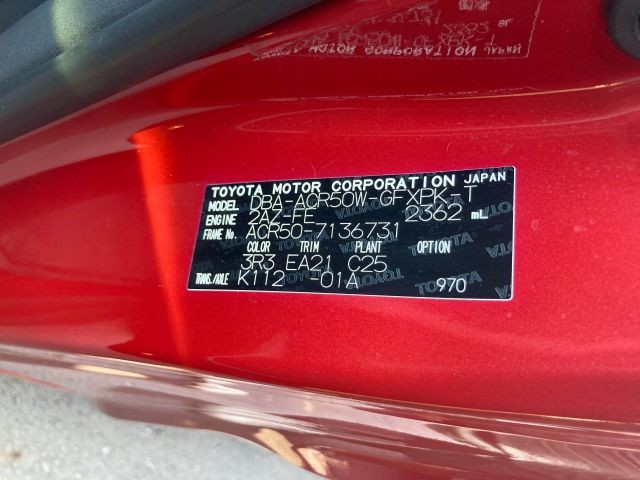 TOYOTA MOTOR CORPORATION JAPAN
MODEL DBA-ACR50W-GFXPK-T
ENGINE 2AZ-FE 2362 mL
FRAME No. ACR50-7136731
COLOR TRIM PLANT OPTION
3R3 EA21 C25
TRANS./AXLE K112 -01A 970